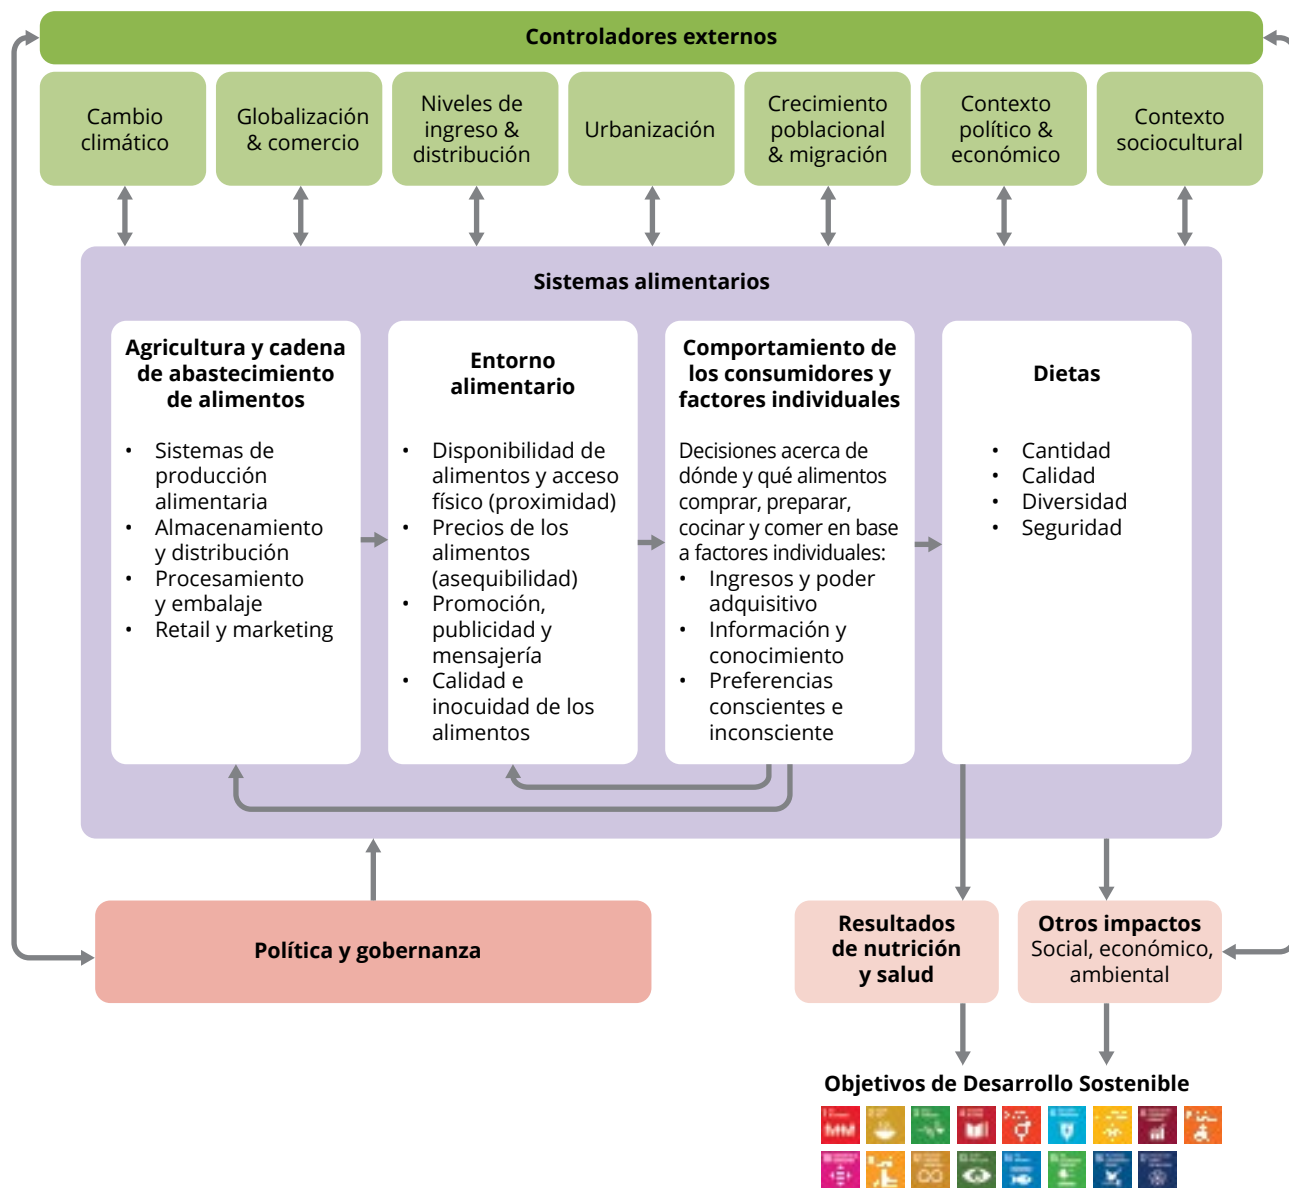 Controladores externos
Cambio
climático
Globalización
& comercio
Niveles de
ingreso &
distribución
Urbanización
Crecimiento
poblacional
& migración
Contexto
político &
económico
Contexto
sociocultural
Sistemas alimentarios
Agricultura y cadena
de abastecimiento
de alimentos
• Sistemas de
producción
alimentaria
• Almacenamiento
y distribución
• Procesamiento
y embalaje
• Retail y marketing
Entorno
alimentario
• Disponibilidad de
alimentos y acceso
físico (proximidad)
• Precios de los
alimentos
(asequibilidad)
• Promoción,
publicidad y
mensajería
• Calidad e
inocuidad de los
alimentos
Comportamiento de
los consumidores y
factores individuales
Decisiones acerca de
dónde y qué alimentos
comprar, preparar,
cocinar y comer en base
a factores individuales:
• Ingresos y poder
adquisitivo
• Información y
conocimiento
• Preferencias
conscientes e
inconsciente
Dietas
• Cantidad
• Calidad
• Diversidad
• Seguridad
Política y gobernanza
Resultados
de nutrición
y salud
Otros impactos
Social, económico,
ambiental
Objetivos de Desarrollo Sostenible